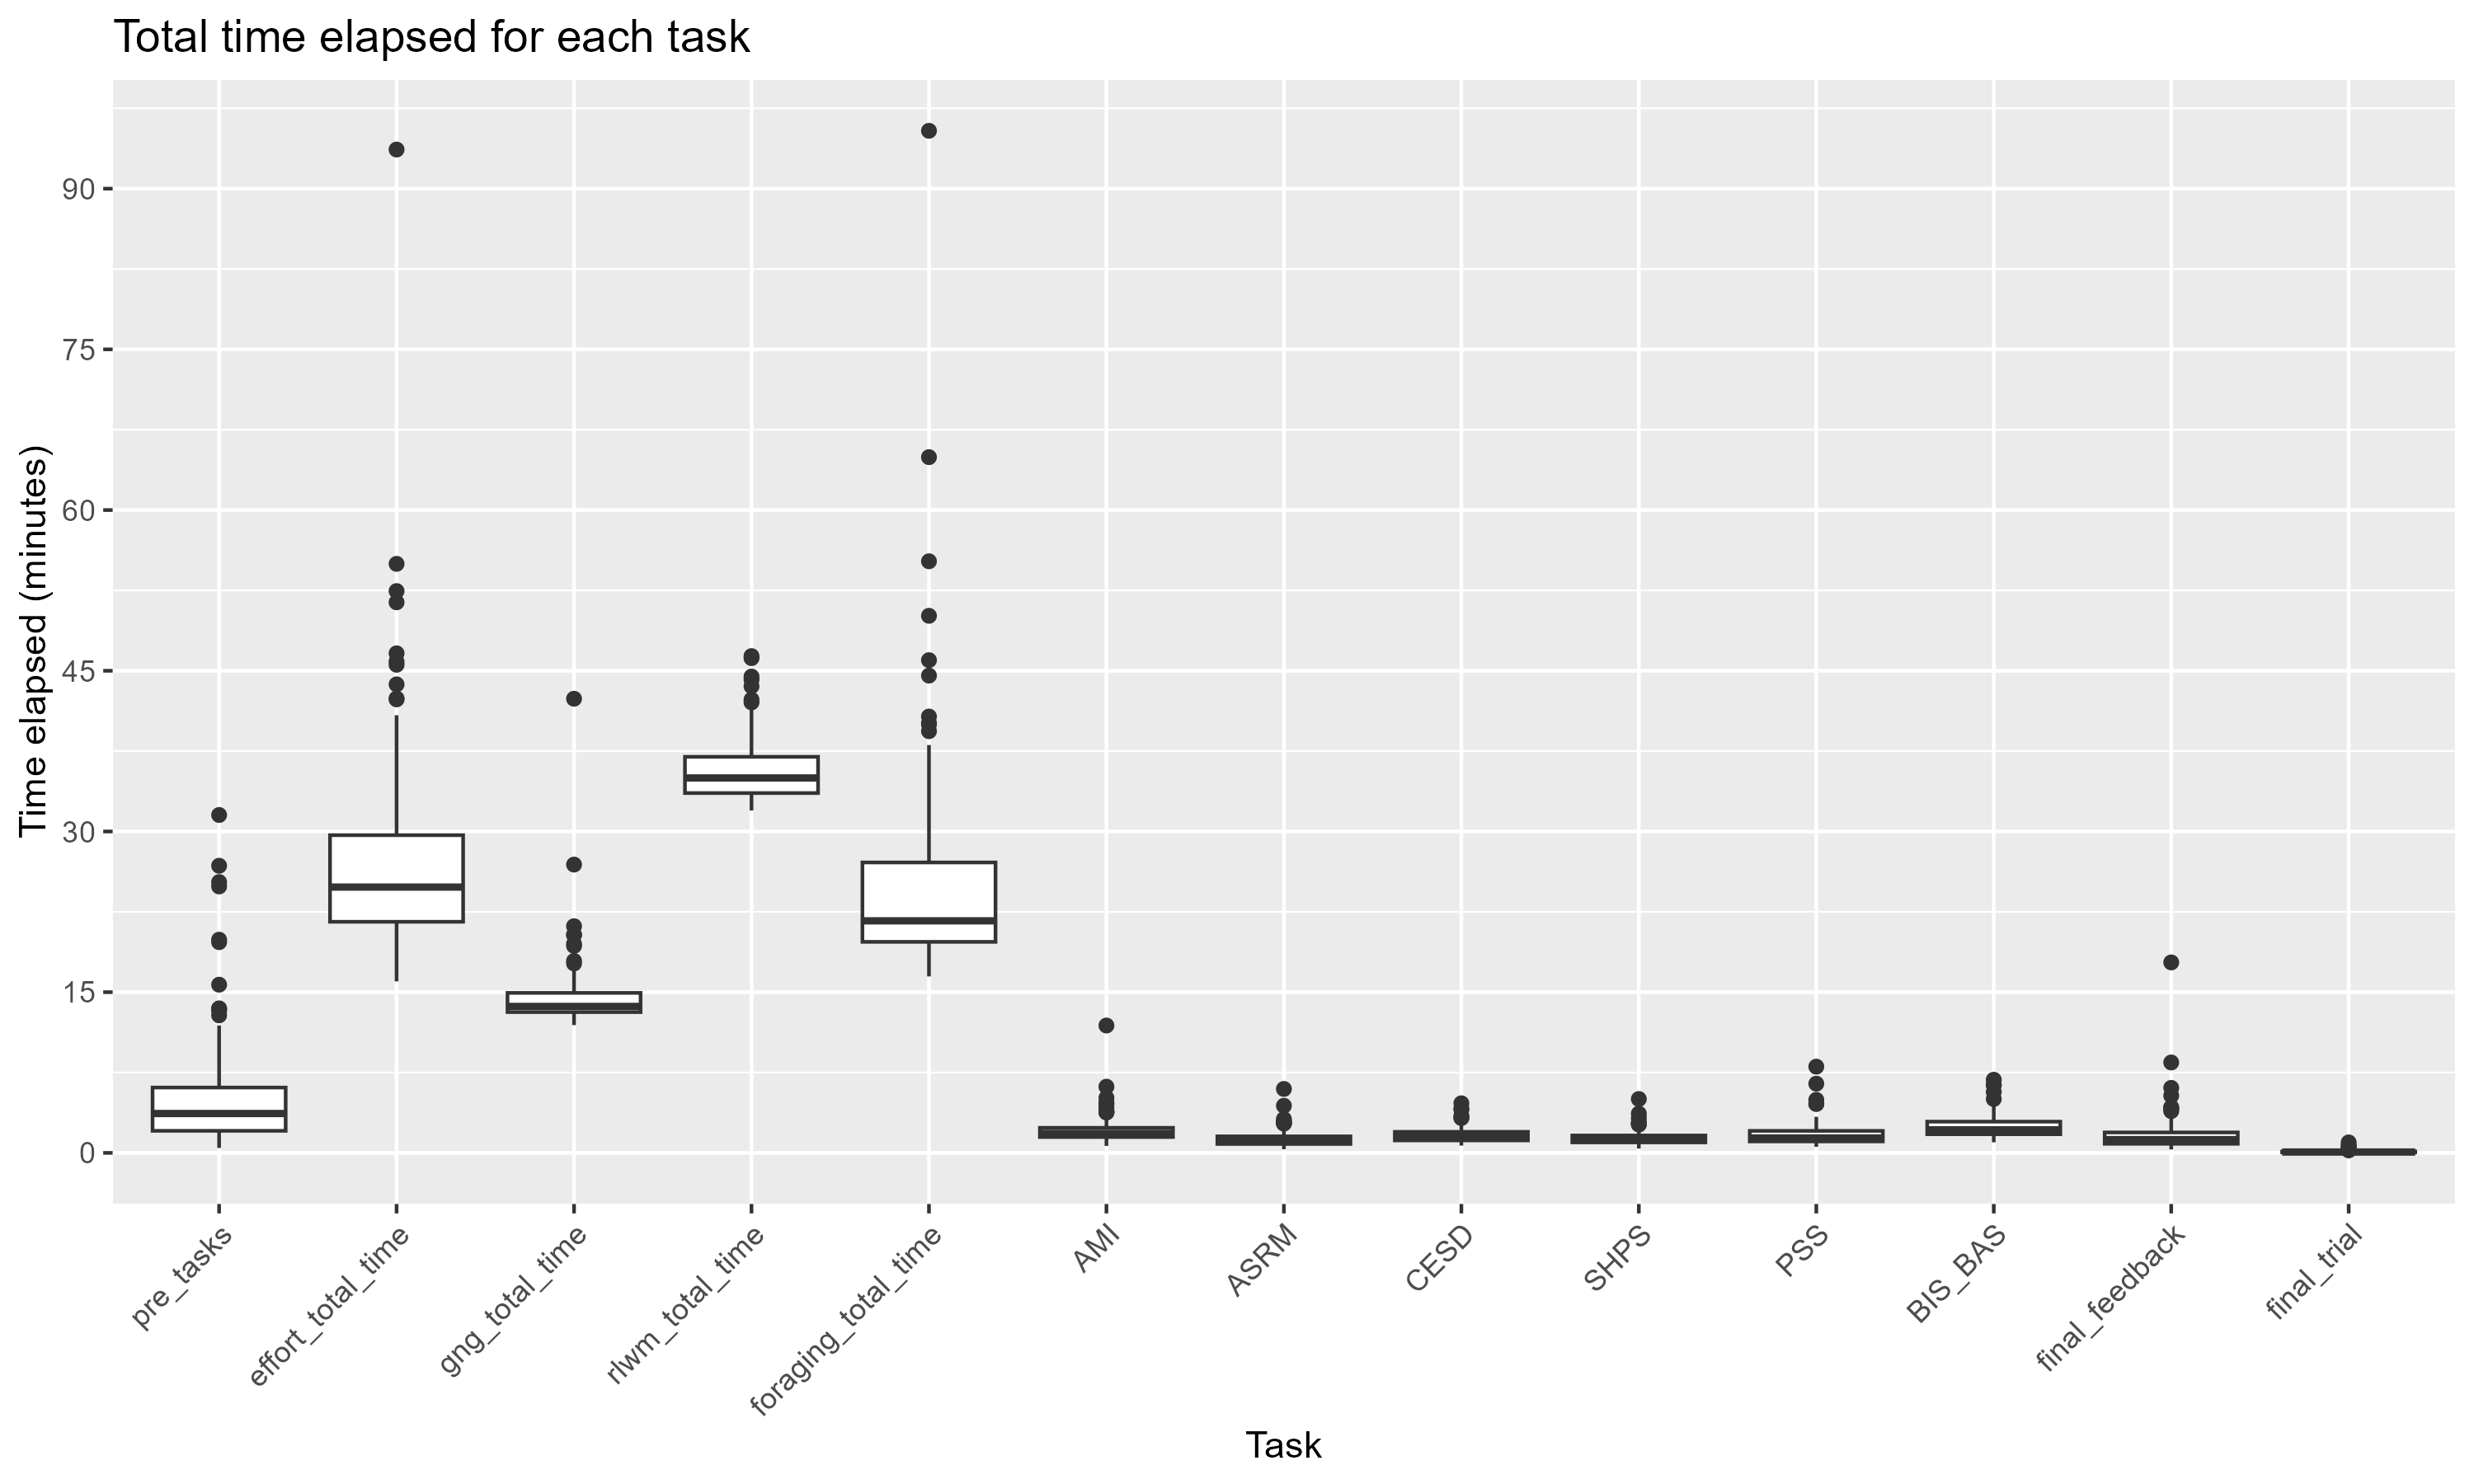 Total time elapsed for each task
Time elapsed (minutes)
90
75
60
45
30
15
0
pre_tasks
effort_total_time
gng_total_time
rlwm_total_time
foraging_total_time
AMI
ASRM
CESD
SHPS
PSS
BIS_BAS
final_feedback
final_trial
Task